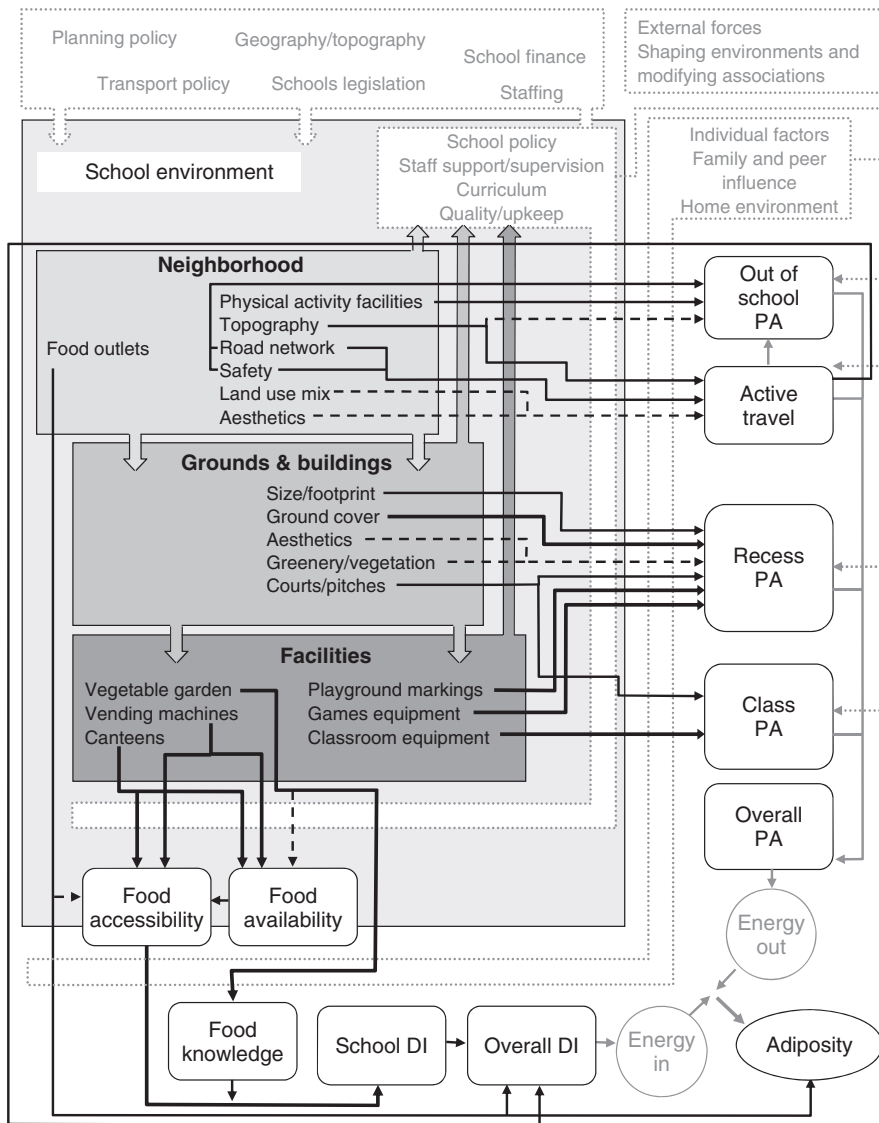 Planning policy
Geography/topography
School finance
Transport policy
Schools legislation
Staffing
External forces
Shaping environments and
modifying associations
School environment
School policy
Staff support/supervision
Curriculum
Quality/upkeep
Individual factors
Family and peer
influence
Home environment
Neighborhood
Food outlets
Physical activity facilities
Topography
Road network
Safety
Land use mix
Aesthetics
Out of
school
PA
Active
travel
Grounds & buildings
Size/footprint
Ground cover
Aesthetics
Greenery/vegetation
Courts/pitches
Recess
PA
Facilities
Vegetable garden
Vending machines
Canteens
Playground markings
Games equipment
Classroom equipment
Class
PA
Overall
PA
Food
accessibility
Food
availability
Energy
out
Food
knowledge
School DI
Overall DI
Energy
in
Adiposity